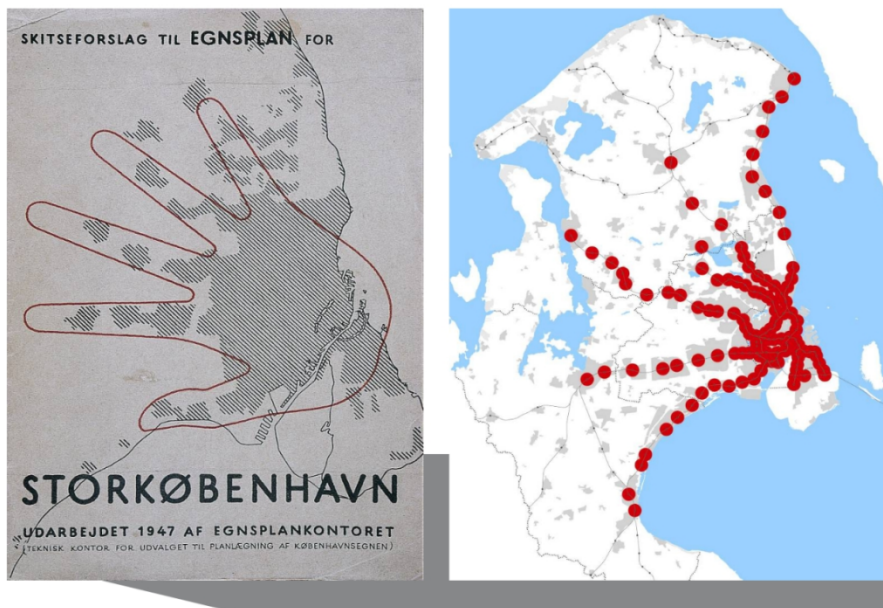 SKITSEFORSLAG TIL EGNSPLAN FOR
STORKØBENHAVN
UDARBEJDET 1947 AF EGNSPLANKONTORET
(TEKNISK KONTOR FOR UDVALGET TIL PLANLÆGNING AF KØBENHAVNSEGNEN)